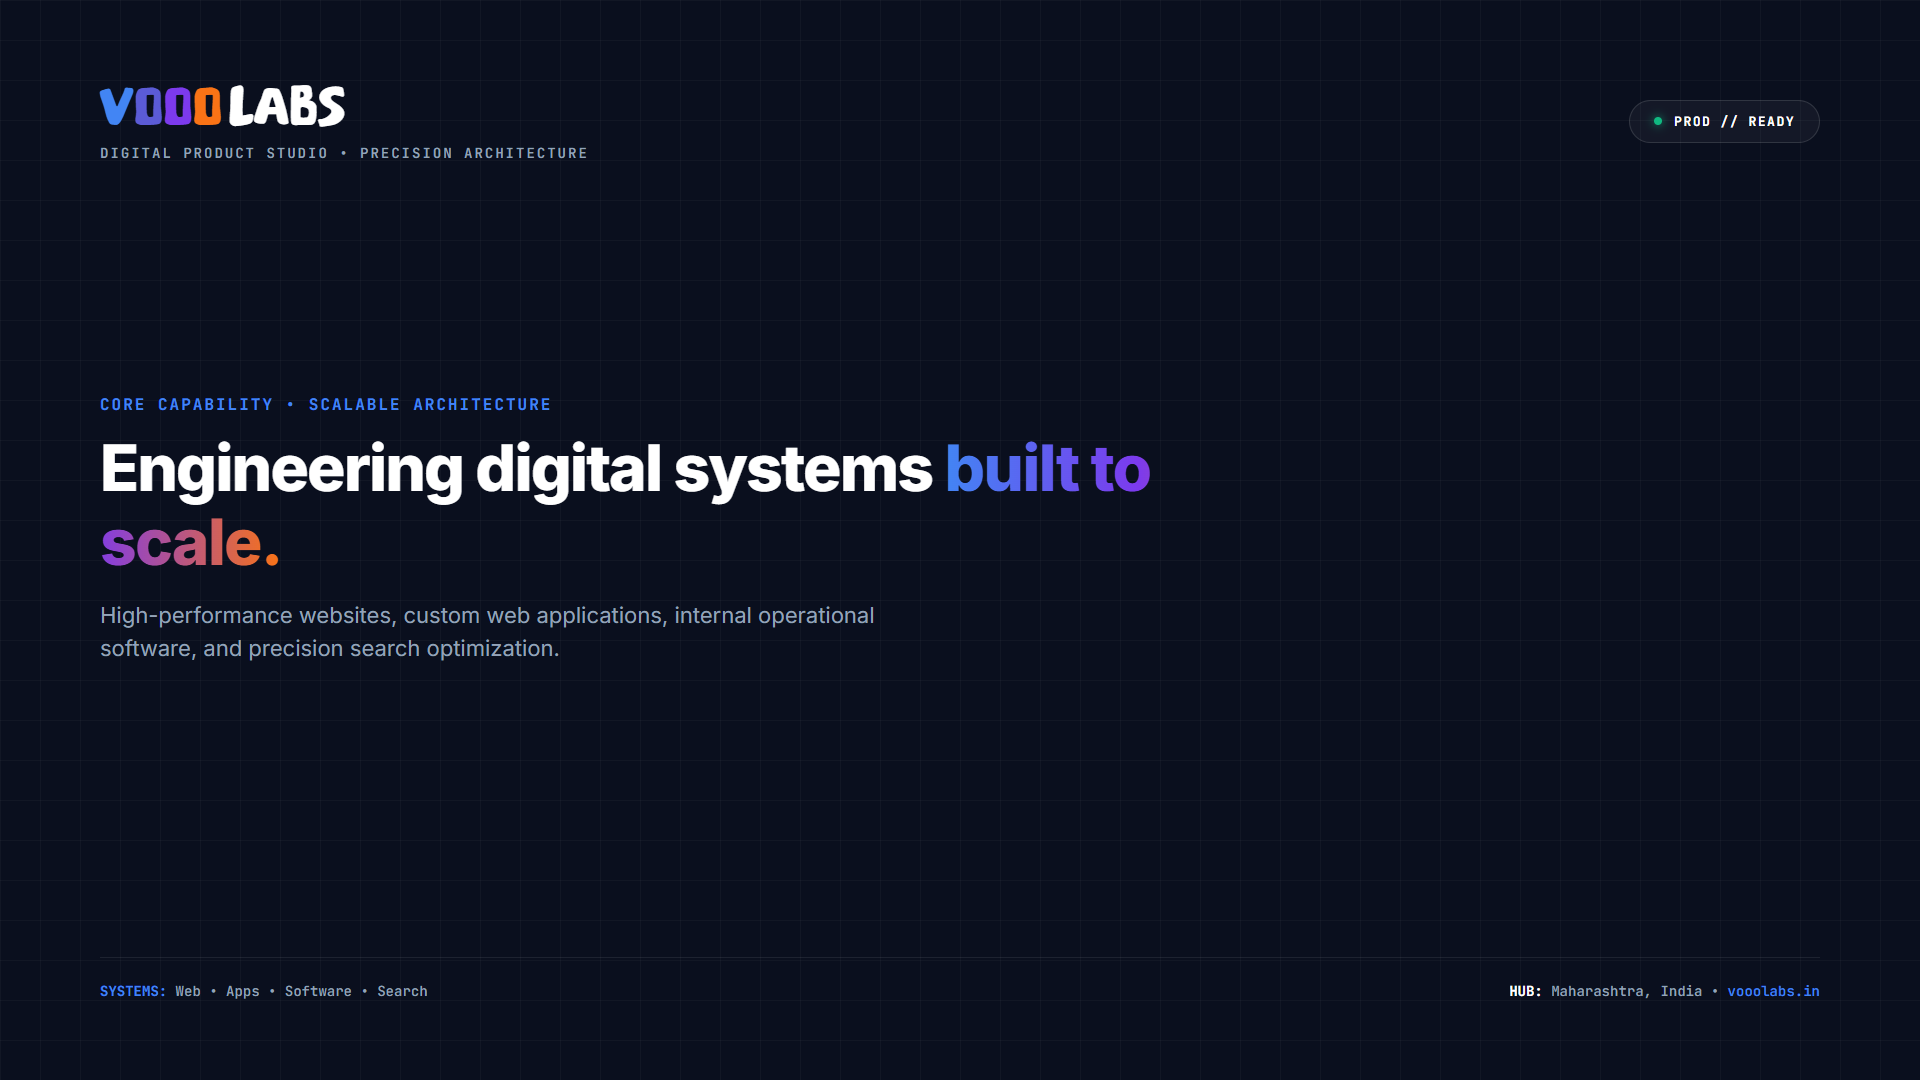 VOOO LABS
PROD // READY
DIGITAL PRODUCT STUDIO • PRECISION ARCHITECTURE
CORE CAPABILITY • SCALABLE ARCHITECTURE
Engineering digital systems built to
scale.
High-performance websites, custom web applications, internal operational
software, and precision search optimization.
SYSTEMS: Web • Apps • Software • Search
HUB: Maharashtra, India • vooolabs.in